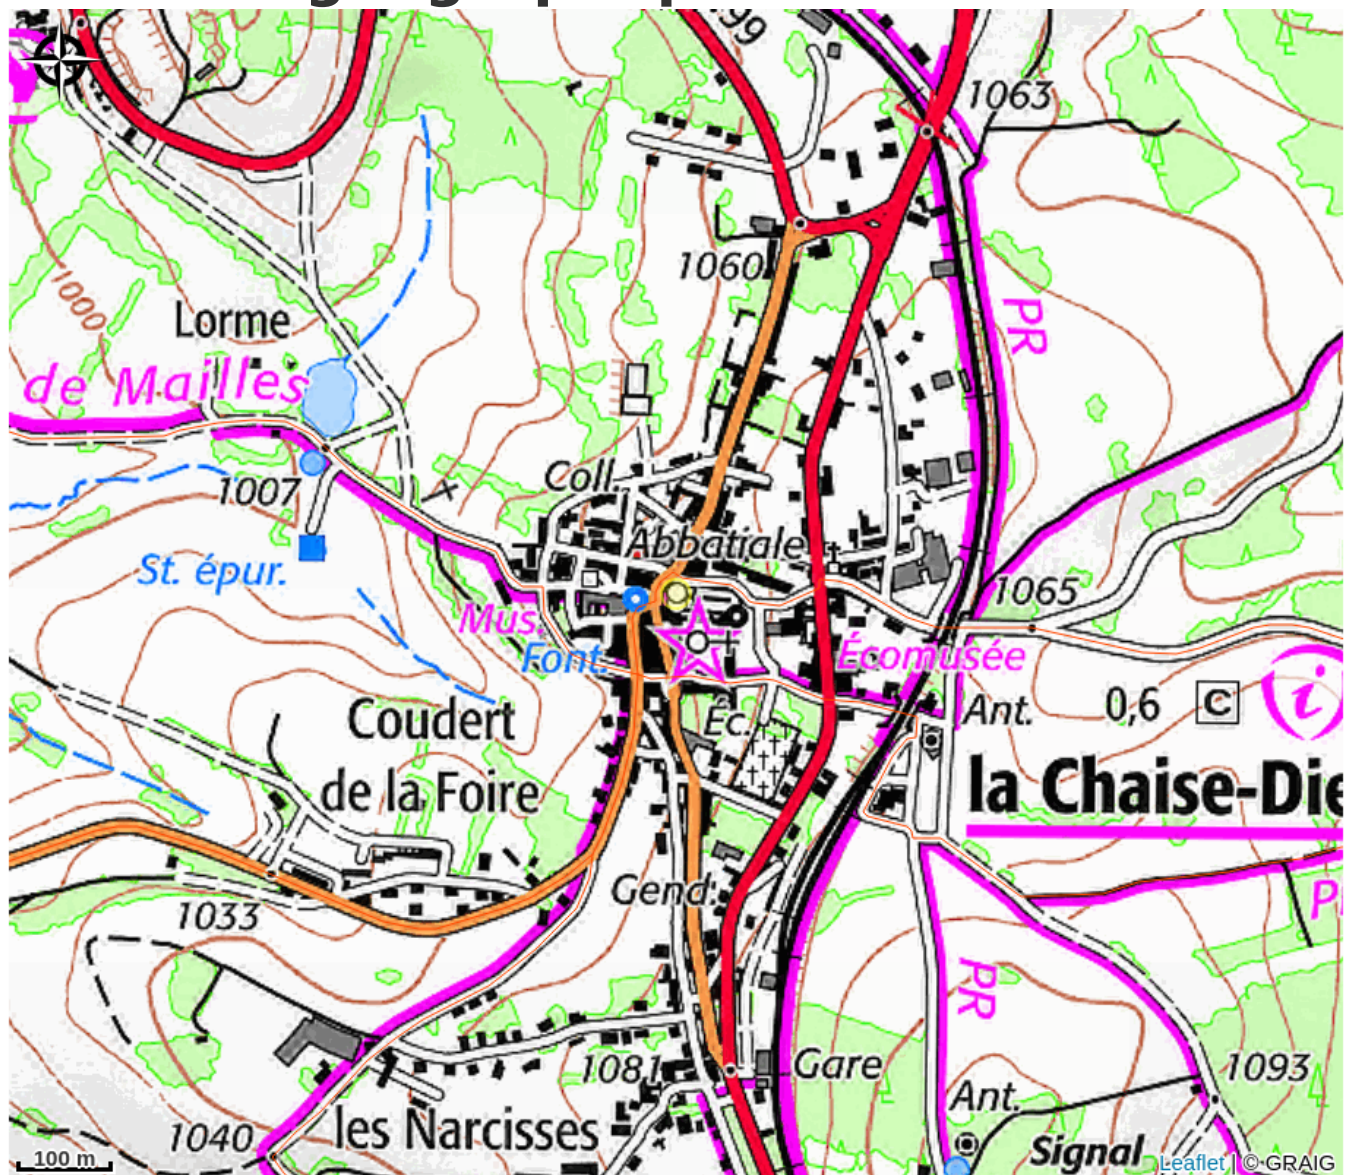 99
1063
1060
PR
1000
Lorme
de Mailles
Coll.
1007
Abbatiale
St. épur.
1065
Mus.
Font.
Écomusée
Coudert
Éc.
Ant.
0,6 C
i
de la Foire
la Chaise-Die
Gend.
1033
P
PR
1081
Gare
1093
Ant.
1040
les Narcisses
Signal
100 m
Leaflet | © GRAIG